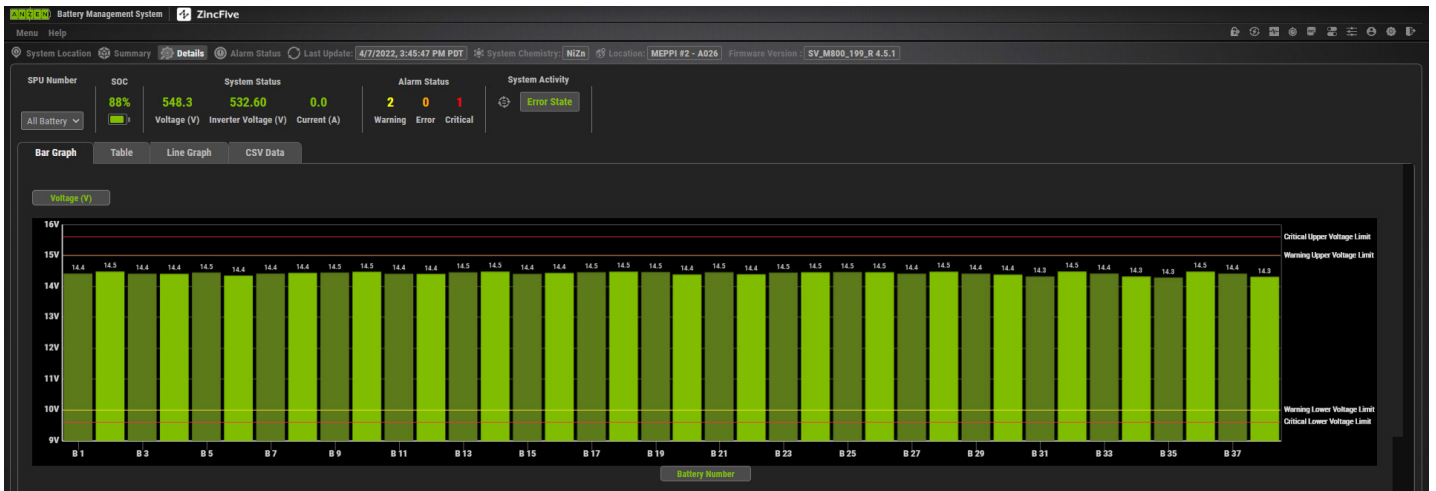 ANZEN Battery Management System ZincFive
Menu Help
System Location Summary Details Alarm Status Last Update: 4/7/2022, 3:45:47 PM PDT System Chemistry: NiZn Location: MEPPI #2 - A026 Firmware Version : SV_M800_199_R 4.5.1
SPU Number SOC System Status Alarm Status System Activity
88% 548.3 532.60 0.0 2 0 1 Error State
All Battery Voltage (V) Inverter Voltage (V) Current (A) Warning Error Critical
Bar Graph Table Line Graph CSV Data
Voltage (V)
16V
Critical Upper Voltage Limit
15V Warning Upper Voltage Limit
14.4 14.5 14.4 14.4 14.5 14.4 14.4 14.4 14.5 14.5 14.4 14.4 14.5 14.5 14.4 14.4 14.5 14.5 14.5 14.4 14.5 14.4 14.5 14.5 14.5 14.5 14.4 14.5 14.4 14.4 14.3 14.5 14.4 14.3 14.3 14.5 14.4 14.3
14V
13V
12V
11V
10V Warning Lower Voltage Limit
Critical Lower Voltage Limit
9V
B 1 B 3 B 5 B 7 B 9 B 11 B 13 B 15 B 17 B 19 B 21 B 23 B 25 B 27 B 29 B 31 B 33 B 35 B 37
Battery Number